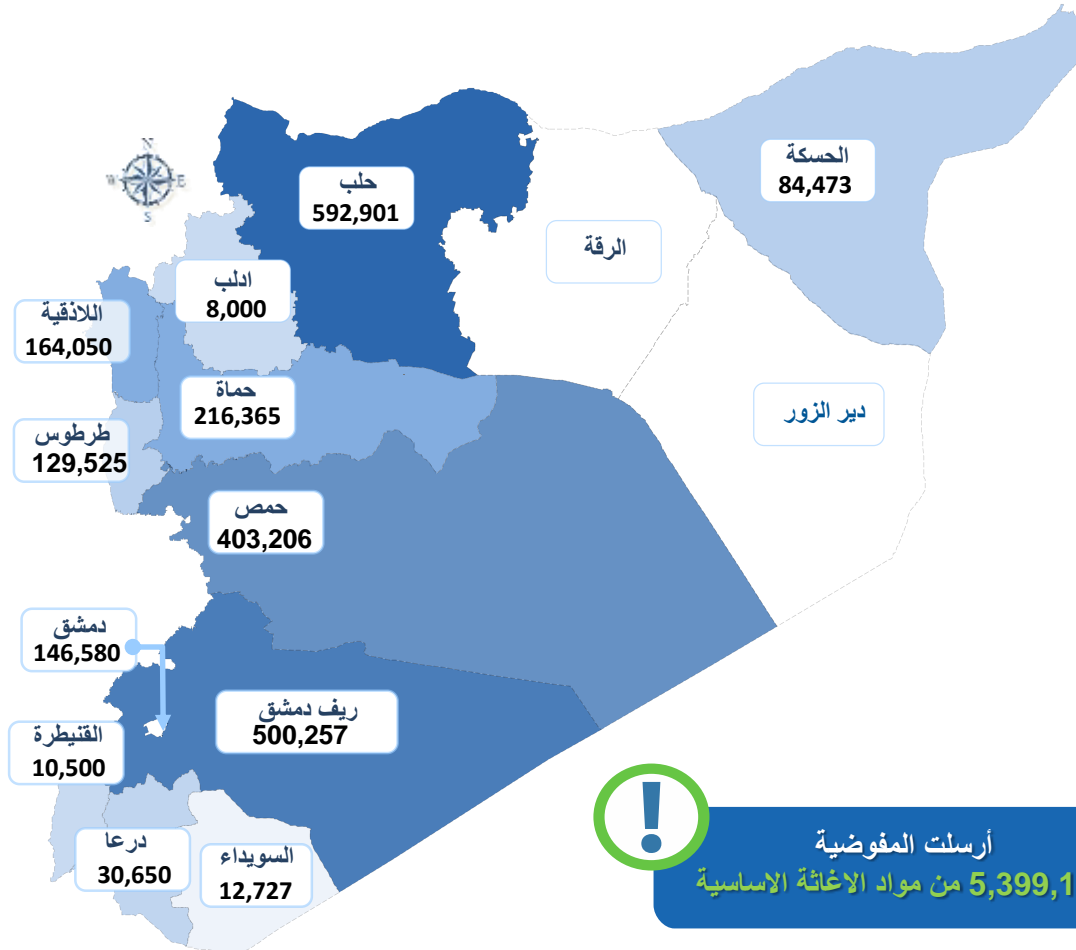 N
W E
S
حلب
592,901
الحسكة
84,473
الرقة
ادلب
8,000
اللاذقية
164,050
حماة
216,365
دير الزور
طرطوس
129,525
حمص
403,206
دمشق
146,580
ريف دمشق
500,257
القنيطرة
10,500
درعا
30,650
السويداء
12,727
!
أرسلت المفوضية
5,399,1 من مواد الاغاثة الاساسية